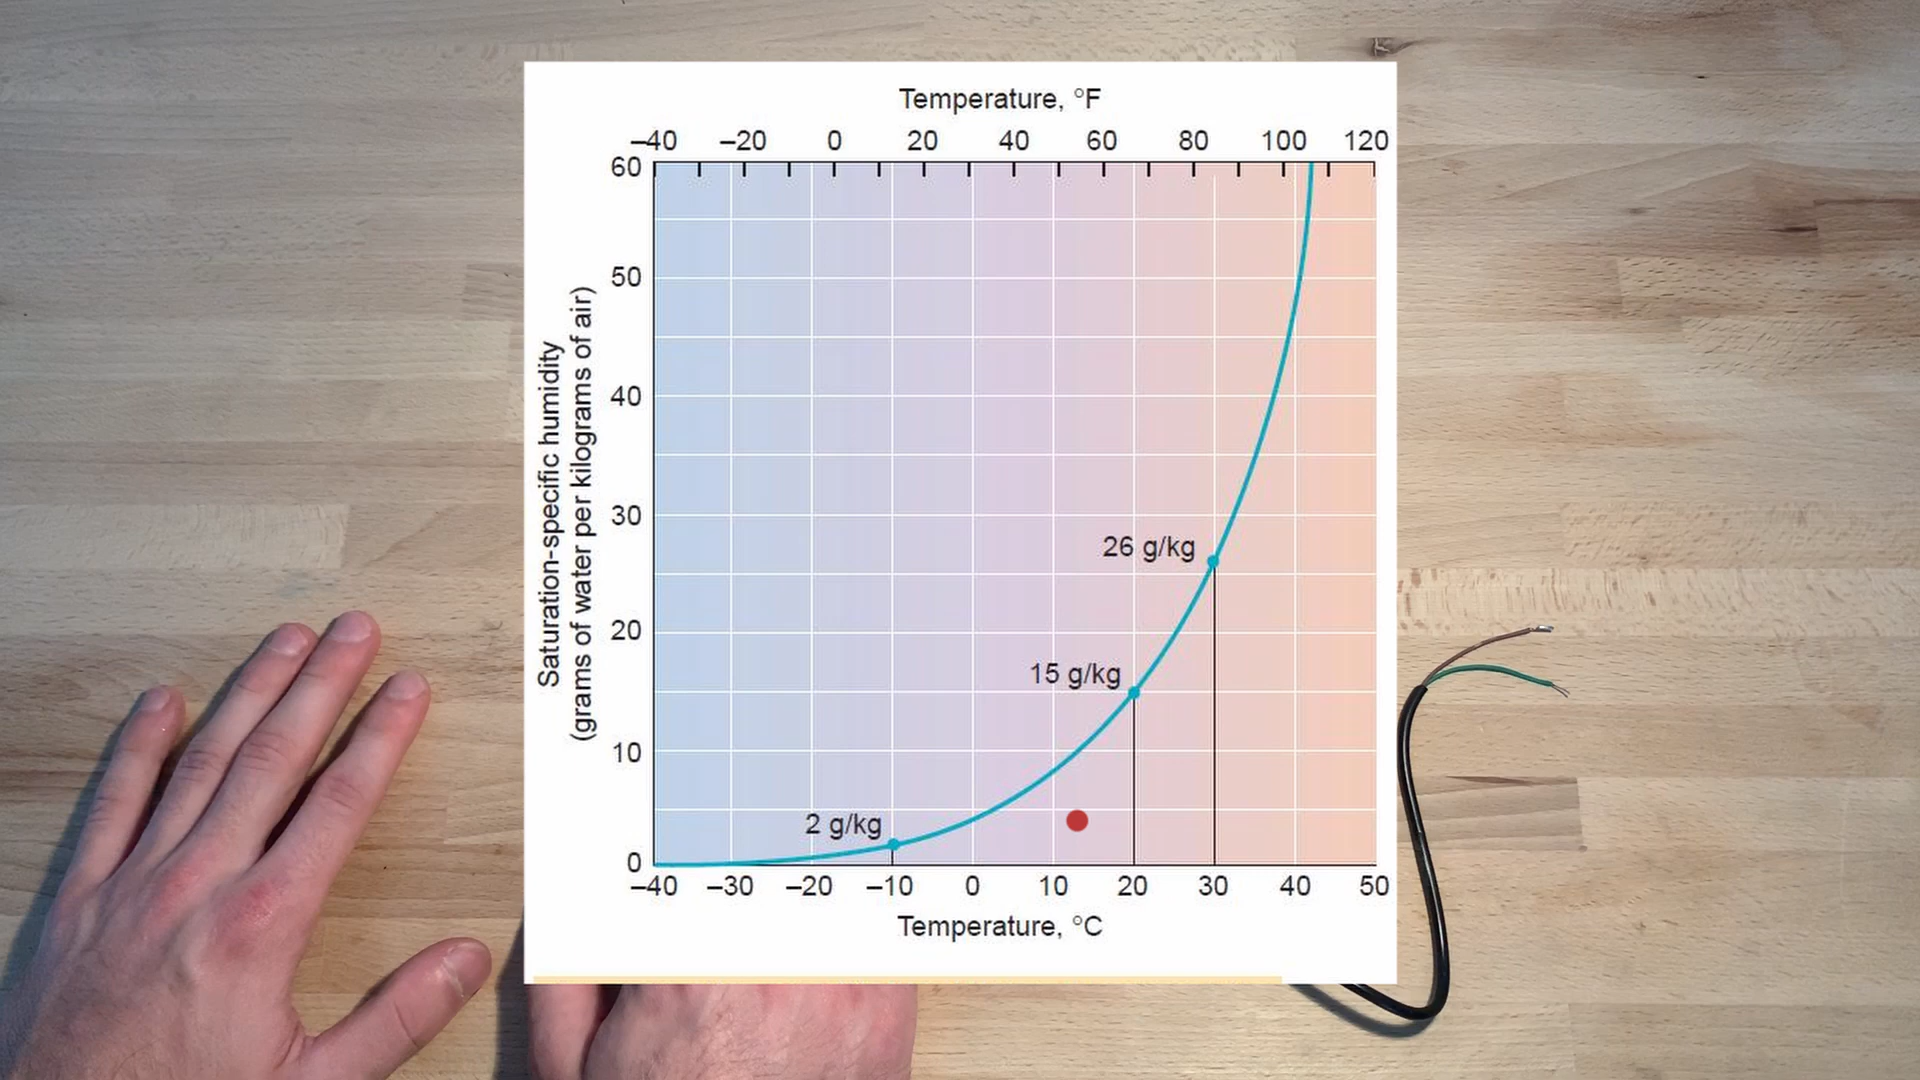 Temperature, °F
–40 –20 0 20 40 60 80 100 120
60
50
40
30
20
10
0
Saturation-specific humidity
(grams of water per kilograms of air)
26 g/kg
15 g/kg
2 g/kg
–40 –30 –20 –10 0 10 20 30 40 50
Temperature, °C